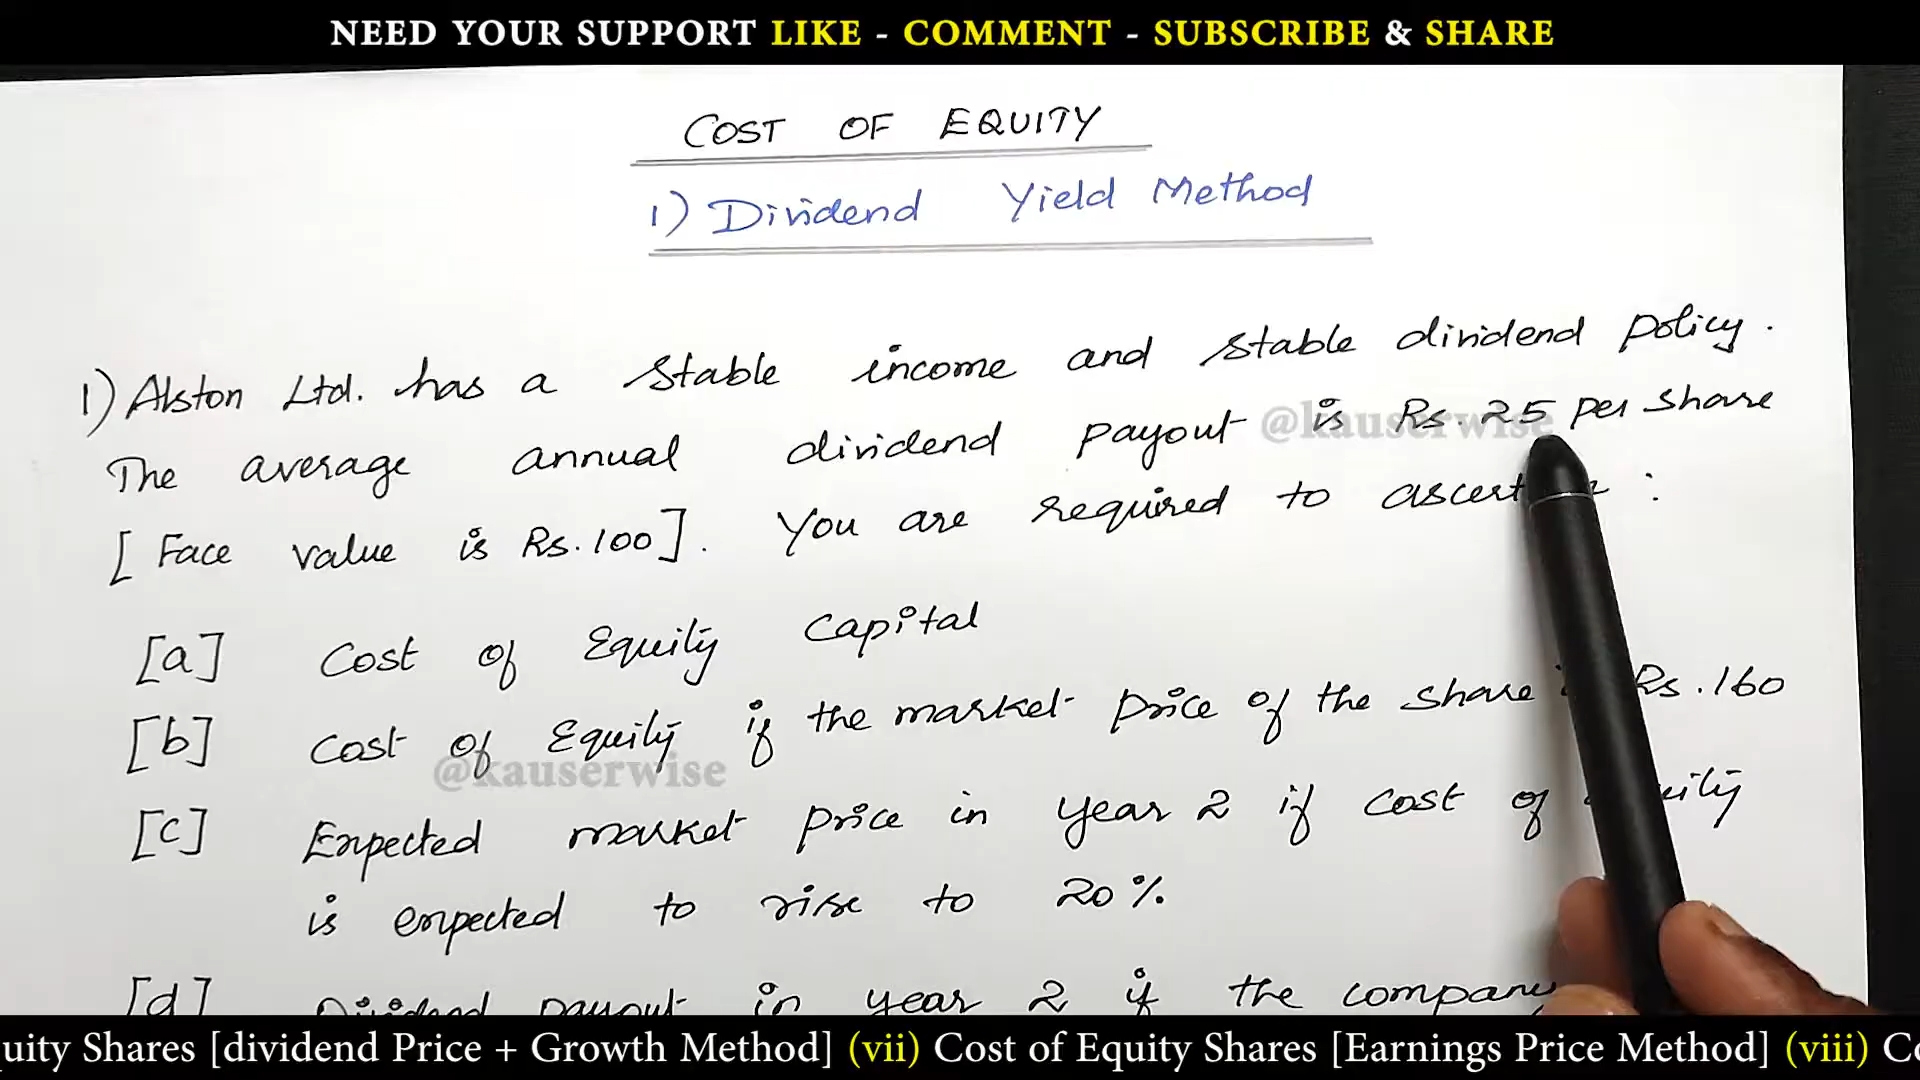 NEED YOUR SUPPORT LIKE - COMMENT - SUBSCRIBE & SHARE
COST OF EQUITY
1) Dividend Yield Method
1) Alston Ltd. has a stable income and stable dividend policy.
The average annual dividend payout is Rs. 25 per share
@kauserwise
[Face value is Rs. 100]. You are required to :
[a] Cost of Equity Capital
[b] Cost of Equity if the market price of the share Rs. 160
@kauserwise
[c] Expected market price in year 2 if cost of
is expected to rise to 20%
[d] Dividend payout in year 2 if the company
quity Shares [dividend Price + Growth Method] (vii) Cost of Equity Shares [Earnings Price Method] (viii) Co